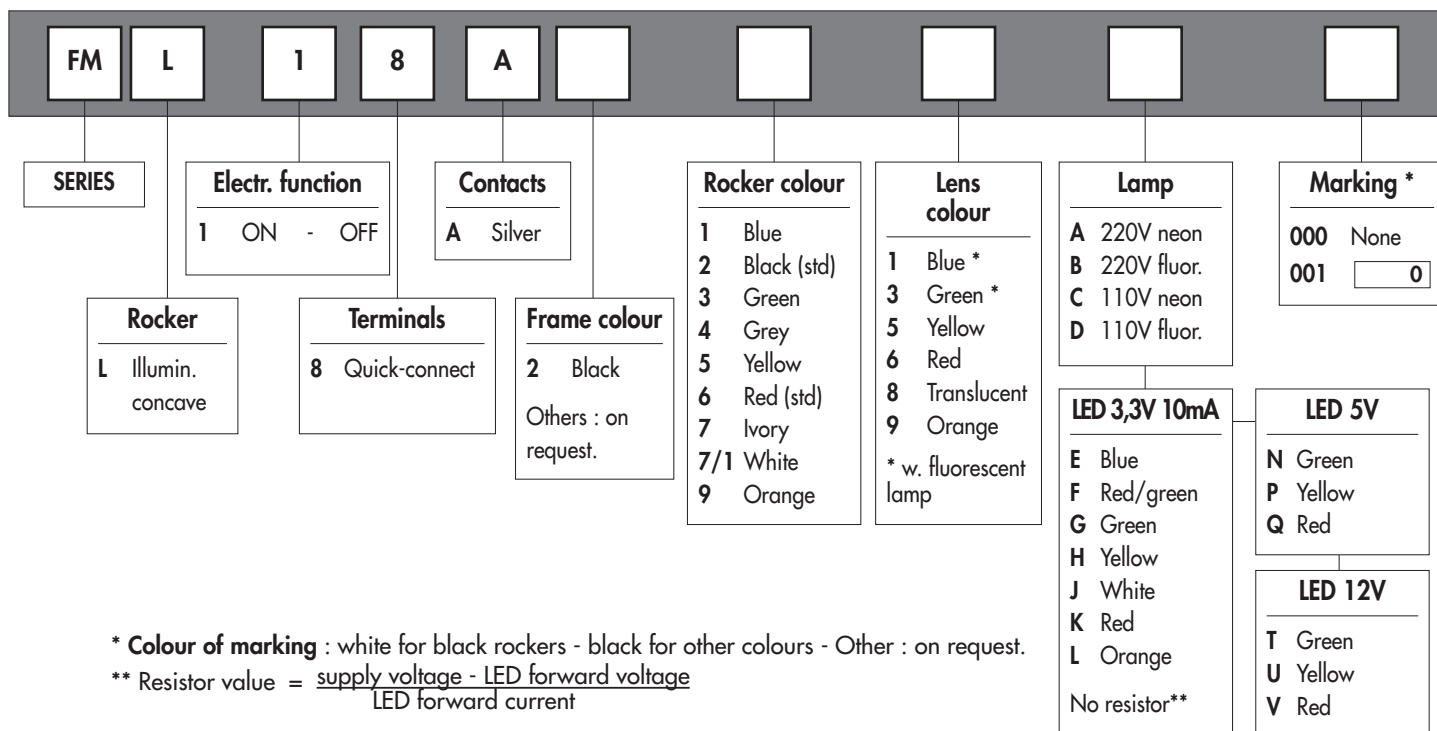 FM L 1 8 A
SERIES
Electr. function
1 ON - OFF
Contacts
A Silver
Rocker colour
1 Blue
2 Black (std)
3 Green
4 Grey
5 Yellow
6 Red (std)
7 Ivory
7/1 White
9 Orange
Lens
colour
1 Blue *
3 Green *
5 Yellow
6 Red
8 Translucent
9 Orange
* w. fluorescent
lamp
Lamp
A 220V neon
B 220V fluor.
C 110V neon
D 110V fluor.
Marking *
000 None
001 0
Rocker
L Illumin.
concave
Terminals
8 Quick-connect
Frame colour
2 Black
Others : on
request.
LED 3,3V 10mA
E Blue
F Red/green
G Green
H Yellow
J White
K Red
L Orange
No resistor**
LED 5V
N Green
P Yellow
Q Red
LED 12V
T Green
U Yellow
V Red
* Colour of marking : white for black rockers - black for other colours - Other : on request.
** Resistor value = supply voltage - LED forward voltage
LED forward current